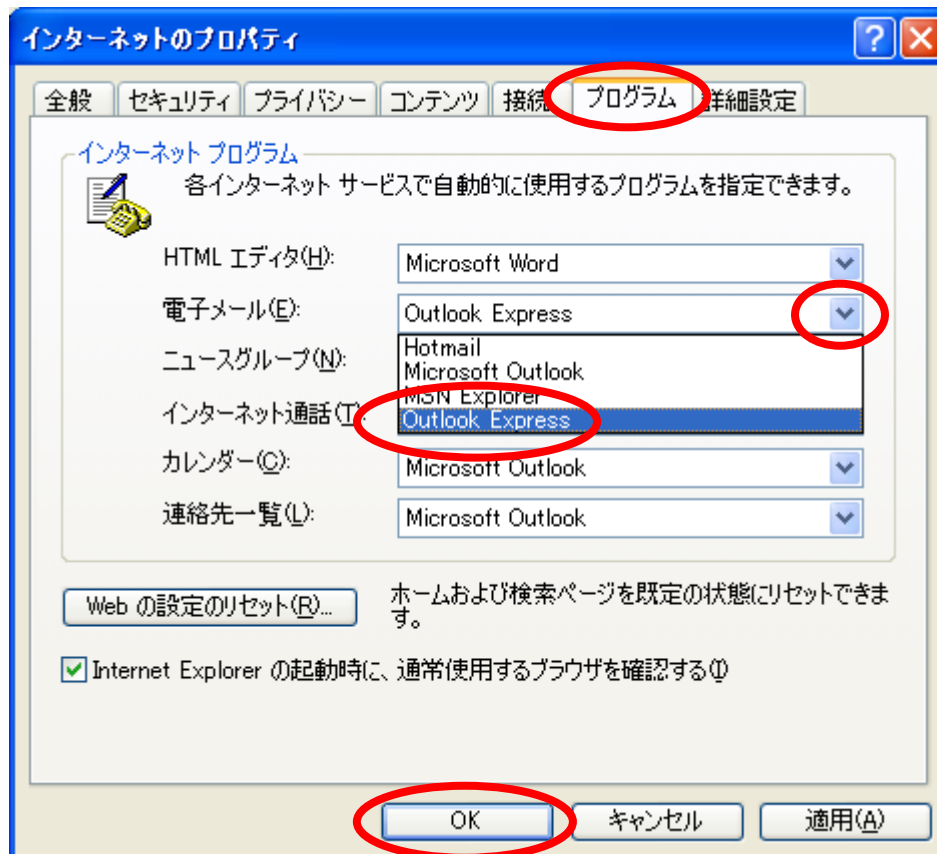 インターネットのプロパティ
全般 セキュリティ プライバシー コンテンツ 接続 プログラム 詳細設定
インターネット プログラム
各インターネット サービスで自動的に使用するプログラムを指定できます。
HTML エディタ(H): Microsoft Word
電子メール(E): Outlook Express
Hotmail
ニュースグループ(N): Microsoft Outlook
MSN Explorer
インターネット通話(T) Outlook Express
カレンダー(C): Microsoft Outlook
連絡先一覧(L): Microsoft Outlook
Web の設定のリセット(R)... ホームおよび検索ページを既定の状態にリセットできま
す。
Internet Explorer の起動時に、通常使用するブラウザを確認する(I)
OK キャンセル 適用(A)